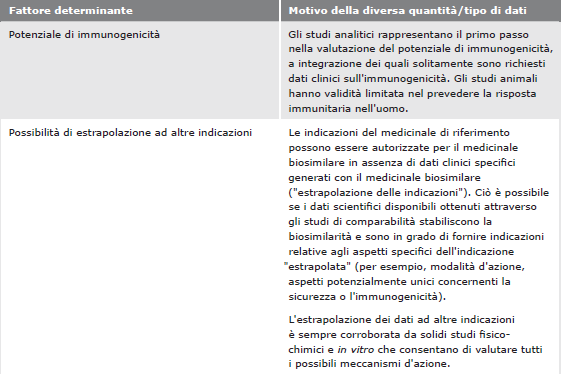 Fattore determinante
Motivo della diversa quantità/tipo di dati
Potenziale di immunogenicità
Gli studi analitici rappresentano il primo passo
nella valutazione del potenziale di immunogenicità,
a integrazione dei quali solitamente sono richiesti
dati clinici sull'immunogenicità. Gli studi animali
hanno validità limitata nel prevedere la risposta
immunitaria nell'uomo.
Possibilità di estrapolazione ad altre indicazioni
Le indicazioni del medicinale di riferimento
possono essere autorizzate per il medicinale
biosimilare in assenza di dati clinici specifici
generati con il medicinale biosimilare
("estrapolazione delle indicazioni"). Ciò è possibile
se i dati scientifici disponibili ottenuti attraverso
gli studi di comparabilità stabiliscono la
biosimilarità e sono in grado di fornire indicazioni
relative agli aspetti specifici dell'indicazione
"estrapolata" (per esempio, modalità d'azione,
aspetti potenzialmente unici concernenti la
sicurezza o l'immunogenicità).
L'estrapolazione dei dati ad altre indicazioni
è sempre corroborata da solidi studi fisico-
chimici e in vitro che consentano di valutare tutti
i possibili meccanismi d'azione.